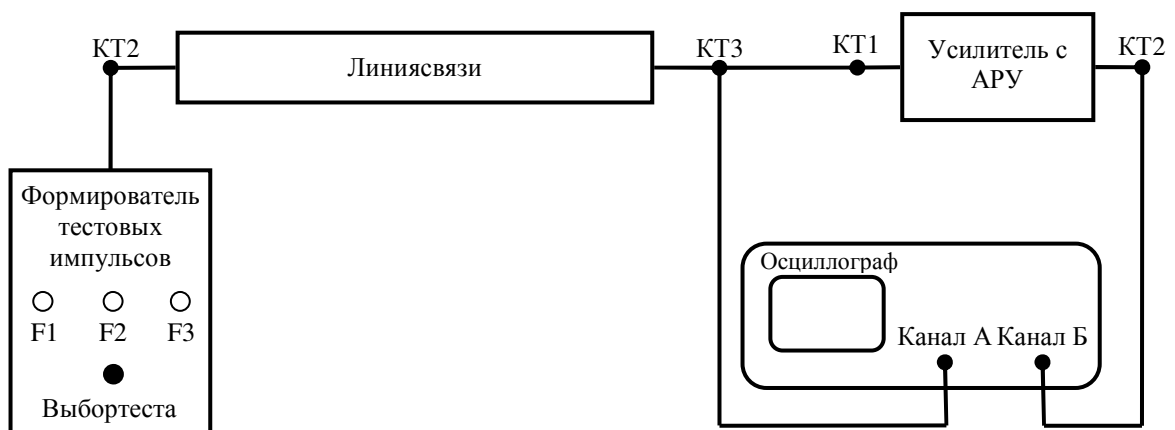 КТ2
Линиясвязи
КТ3
КТ1
Усилитель с
АРУ
КТ2
Формирователь
тестовых
импульсов
F1 F2 F3
Выбортеста
Осциллограф
Канал А Канал Б